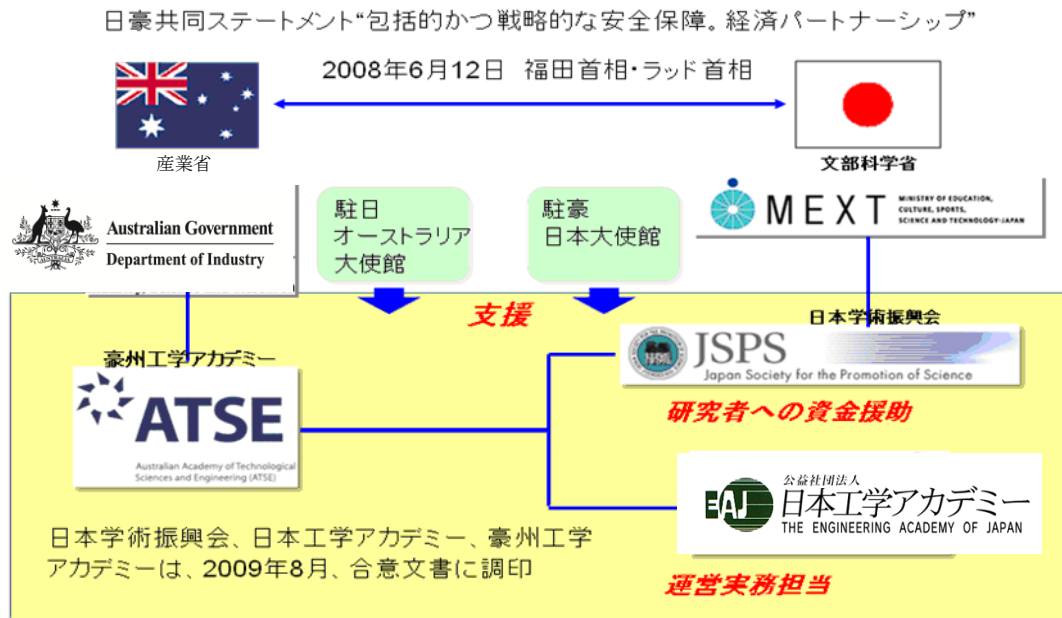 日豪共同ステートメント“包括的かつ戦略的な安全保障。経済パートナーシップ”
2008年6月12日 福田首相・ラッド首相
産業省
文部科学省
Australian Government
Department of Industry
駐日
オーストラリア
大使館
駐豪
日本大使館
MEXT
MINISTRY OF EDUCATION,
CULTURE, SPORTS,
SCIENCE AND TECHNOLOGY-JAPAN
支援
日本学術振興会
豪州工学アカデミー
JSPS
Japan Society for the Promotion of Science
研究者への資金援助
ATSE
Australian Academy of Technological
Sciences and Engineering (ATSE)
EAJ
公益社団法人
日本工学アカデミー
THE ENGINEERING ACADEMY OF JAPAN
日本学術振興会、日本工学アカデミー、豪州工学
アカデミーは、2009年8月、合意文書に調印
運営実務担当